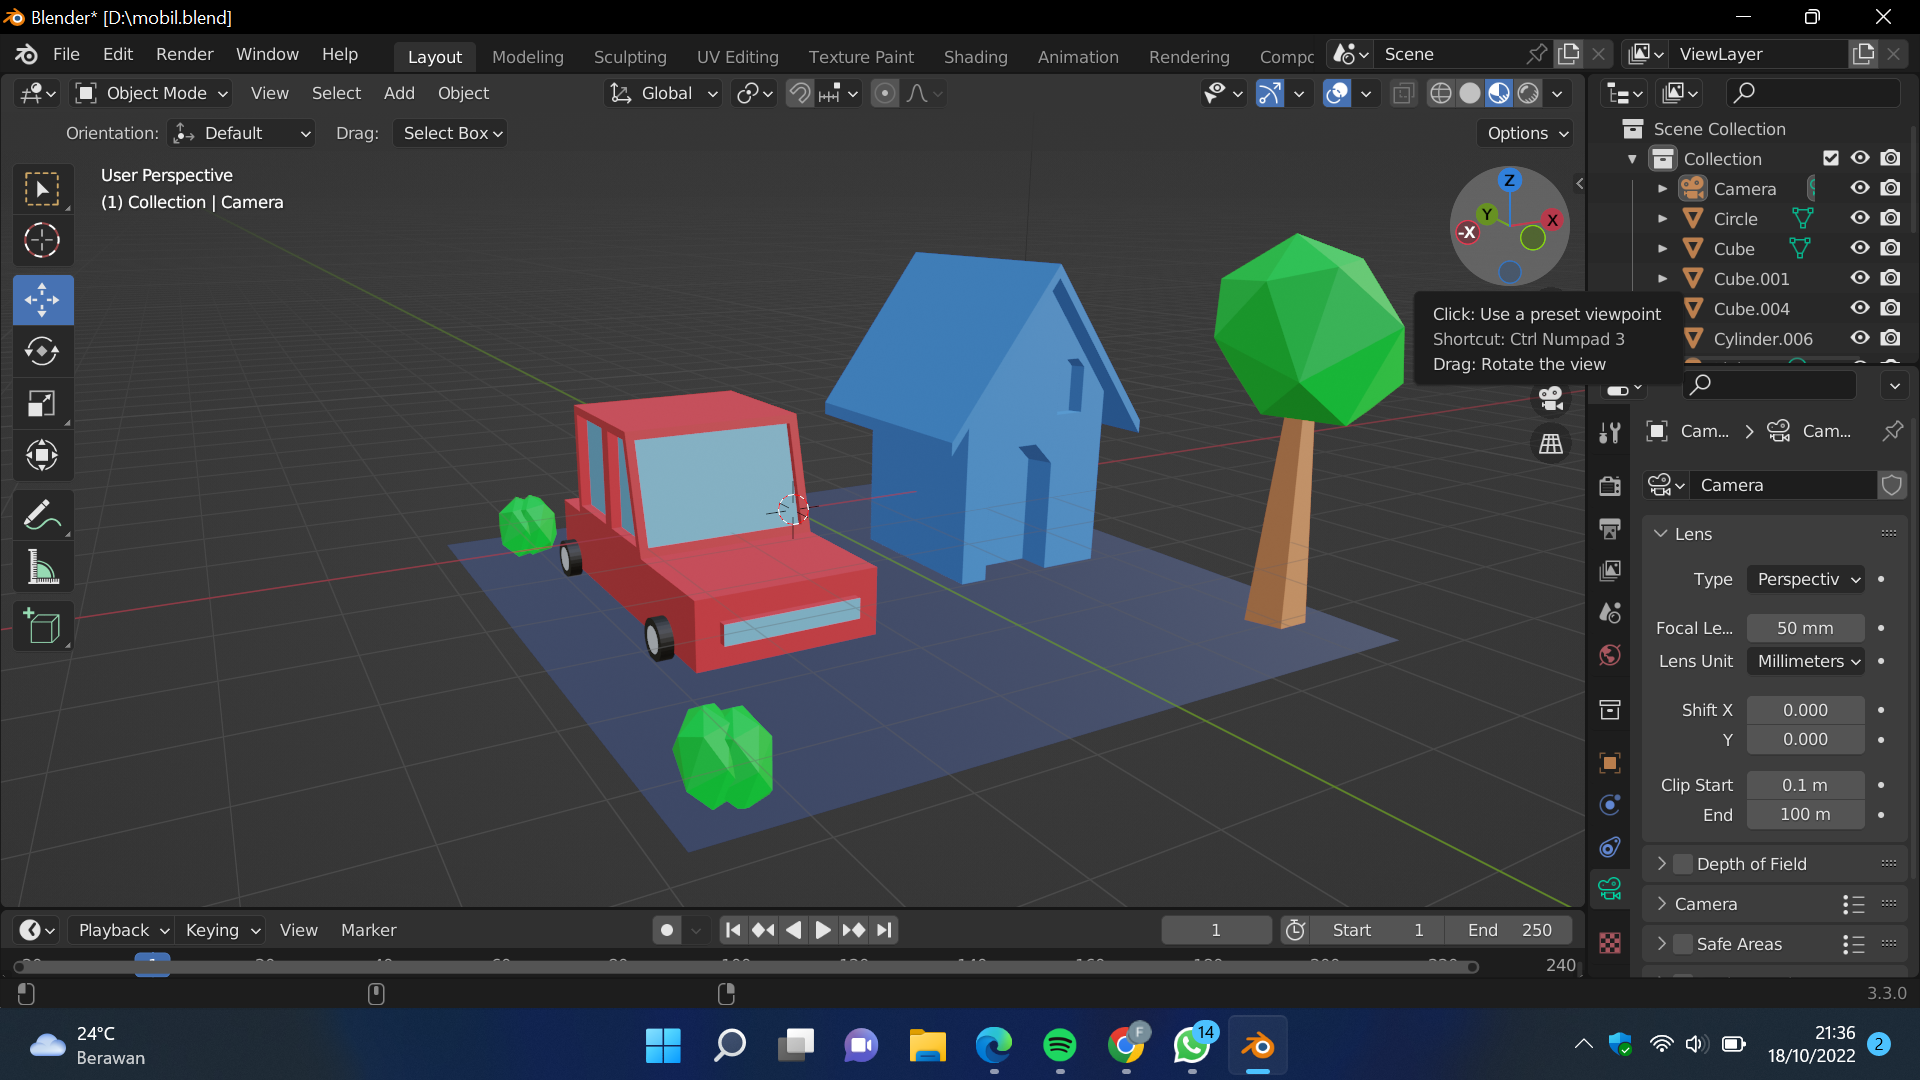 Blender* [D:\mobil.blend]
File Edit Render Window Help
Layout Modeling Sculpting UV Editing Texture Paint Shading Animation Rendering Compc
Scene
ViewLayer
Object Mode View Select Add Object
Global
Orientation: Default Drag: Select Box
Options
User Perspective
(1) Collection | Camera
Z
Y
X
-X
Click: Use a preset viewpoint
Shortcut: Ctrl Numpad 3
Drag: Rotate the view
Scene Collection
Collection
Camera
Circle
Cube
Cube.001
Cube.004
Cylinder.006
Cam... Cam...
Camera
Lens
Type Perspectiv
Focal Le... 50 mm
Lens Unit Millimeters
Shift X 0.000
Y 0.000
Clip Start 0.1 m
End 100 m
Depth of Field
Camera
Safe Areas
Playback Keying View Marker
1
Start 1
End 250
240
3.3.0
24°C
Berawan
F
14
21:36
18/10/2022
2